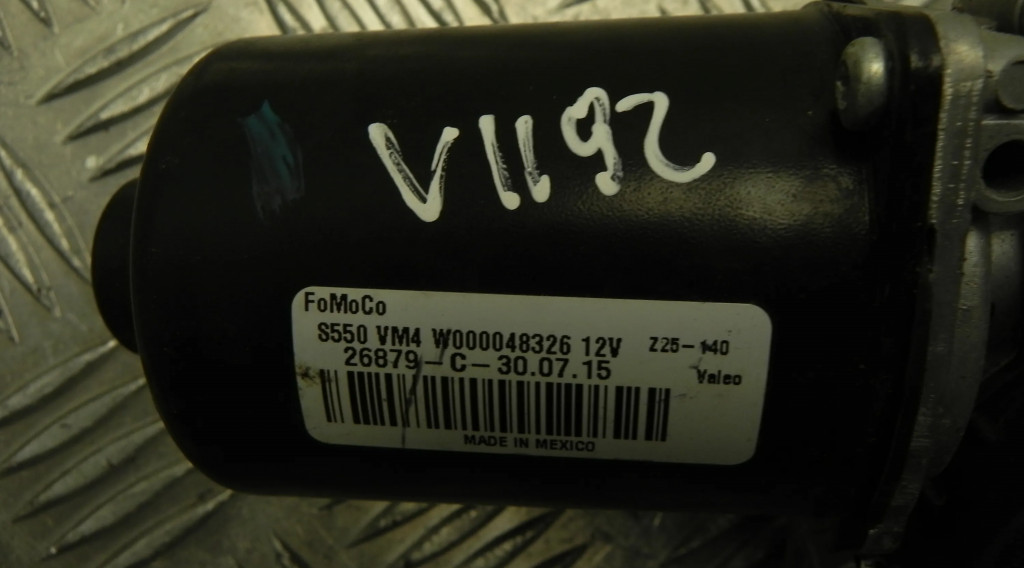 V1192
FoMoCo
S550 VM4 W000048326 12V Z25-140
26879-C-30.07.15 Valeo
MADE IN MEXICO